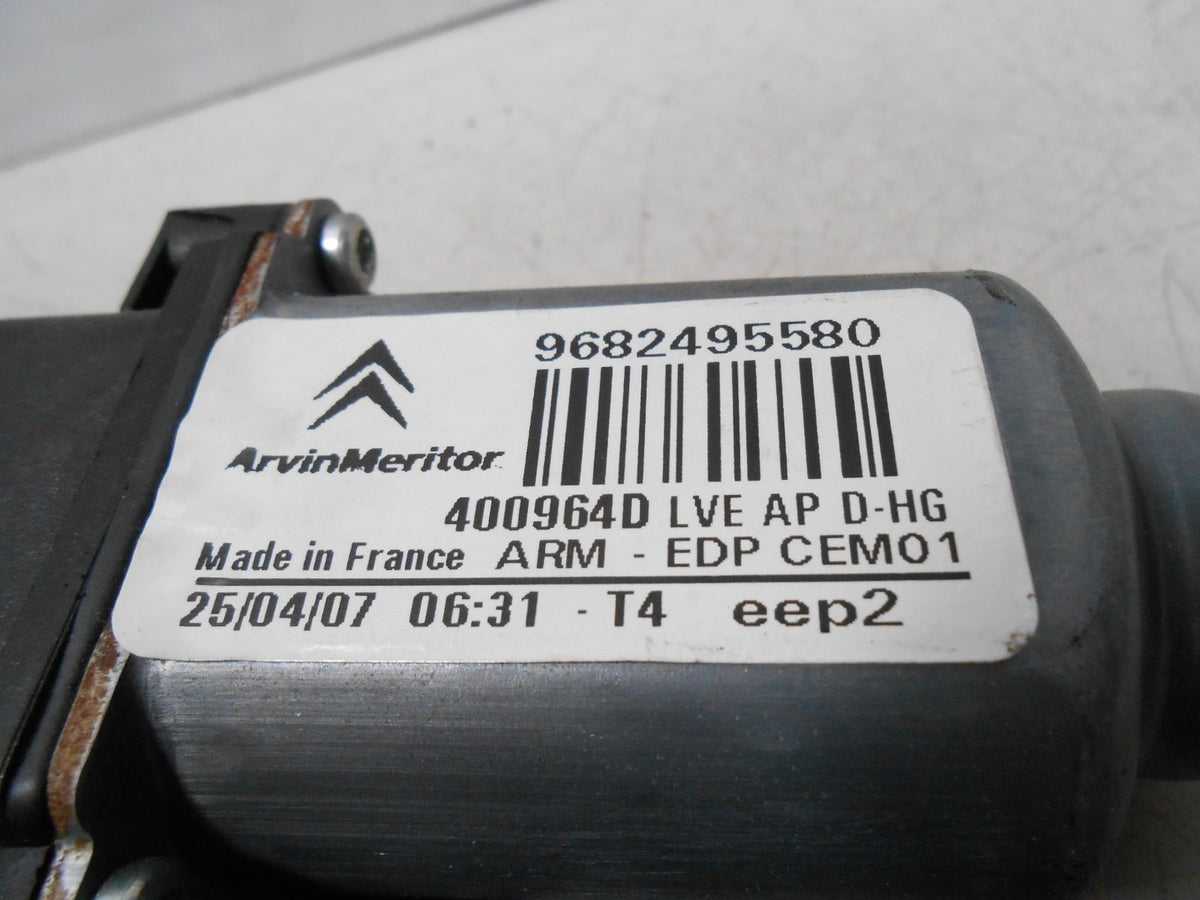 9682495580
ArvinMeritor
400964D LVE AP D-HG
Made in France ARM - EDP CEM01
25/04/07 06:31 - T4 eep2